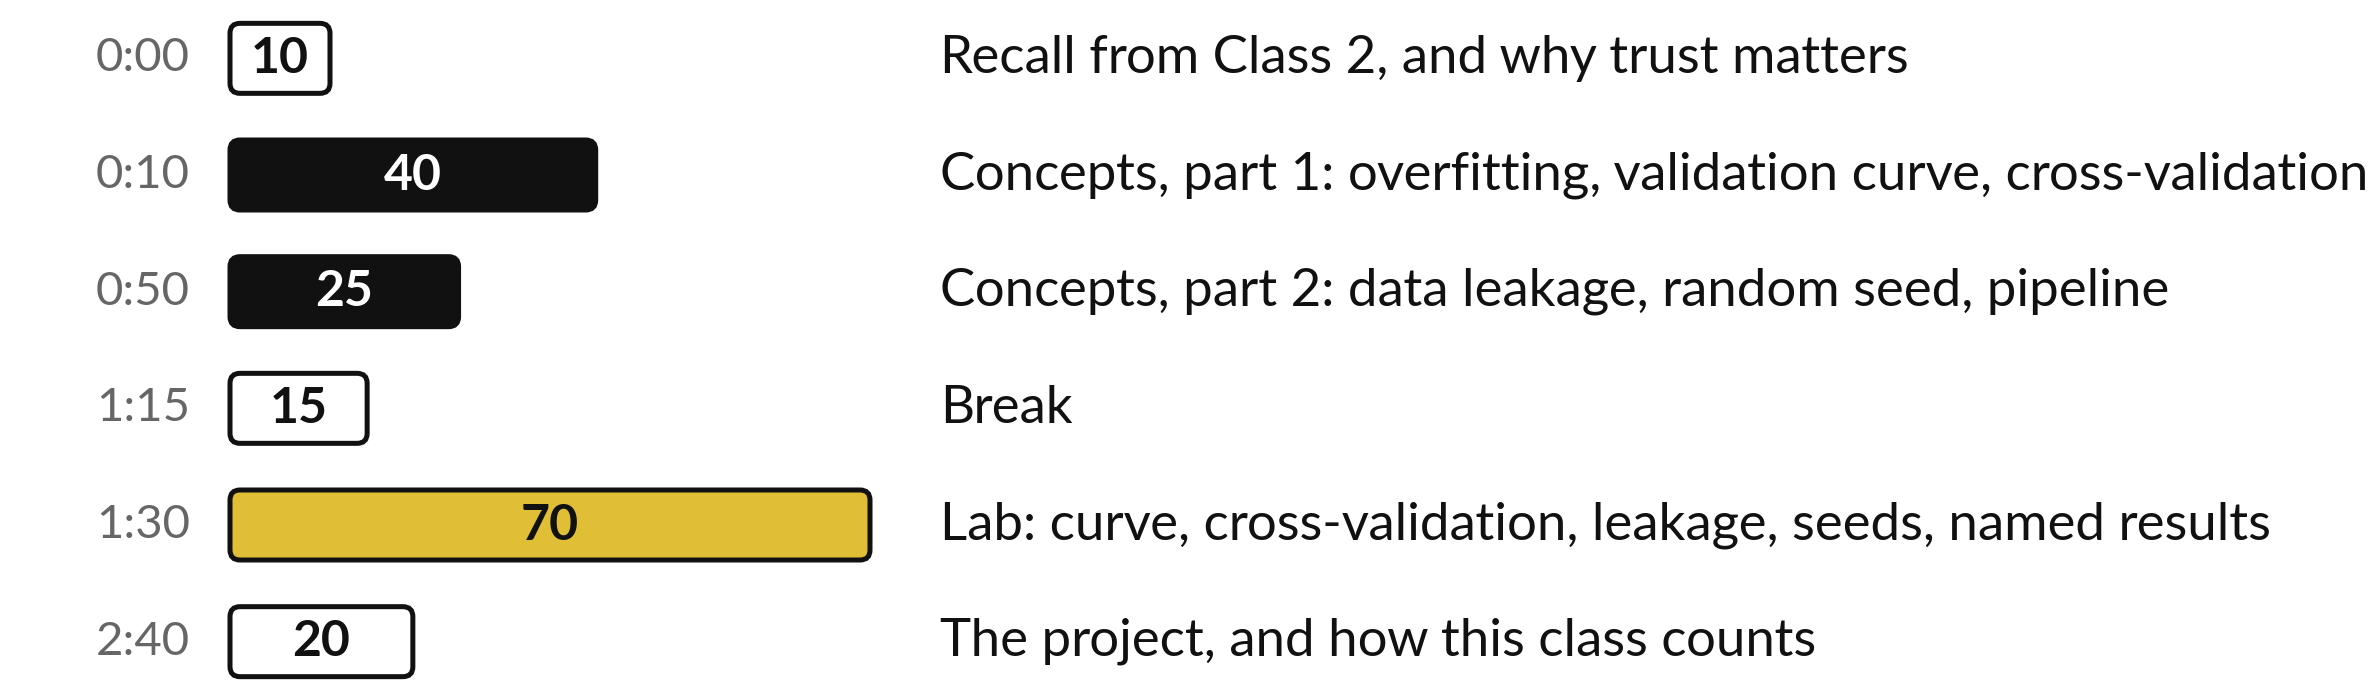 0:00 10 Recall from Class 2, and why trust matters
0:10 40 Concepts, part 1: overfitting, validation curve, cross-validation
0:50 25 Concepts, part 2: data leakage, random seed, pipeline
1:15 15 Break
1:30 70 Lab: curve, cross-validation, leakage, seeds, named results
2:40 20 The project, and how this class counts